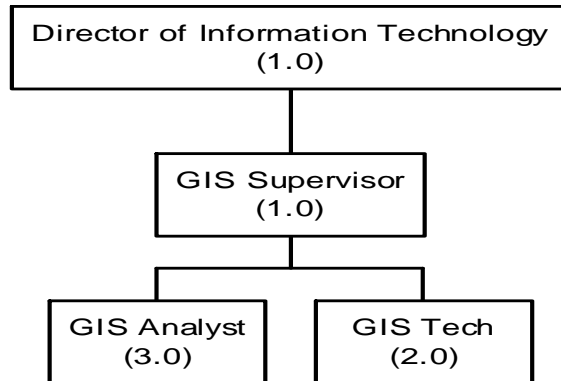 Director of Information Technology
(1.0)
GIS Supervisor
(1.0)
GIS Analyst
(3.0)
GIS Tech
(2.0)